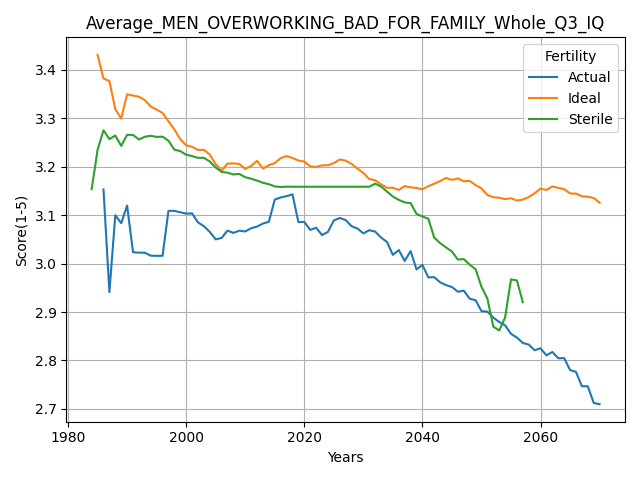 Average_MEN_OVERWORKING_BAD_FOR_FAMILY_Whole_Q3_IQ
Fertility
Actual
Ideal
Sterile
Score(1-5)
3.4
3.3
3.2
3.1
3.0
2.9
2.8
2.7
1980 2000 2020 2040 2060
Years